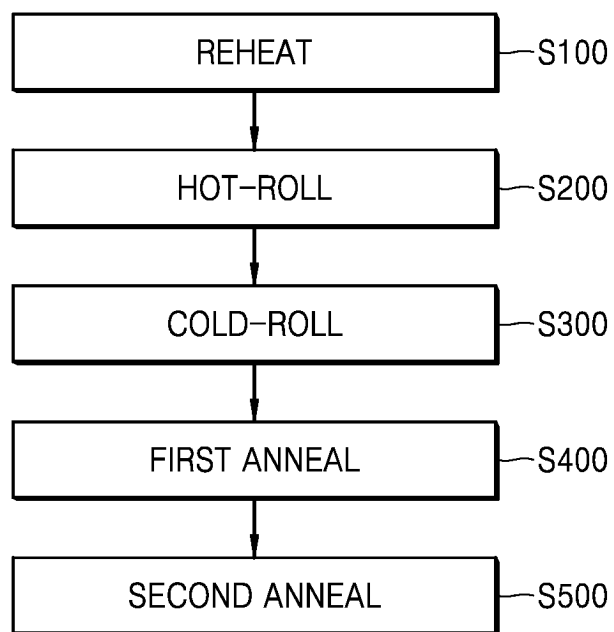 REHEAT S100
HOT-ROLL S200
COLD-ROLL S300
FIRST ANNEAL S400
SECOND ANNEAL S500